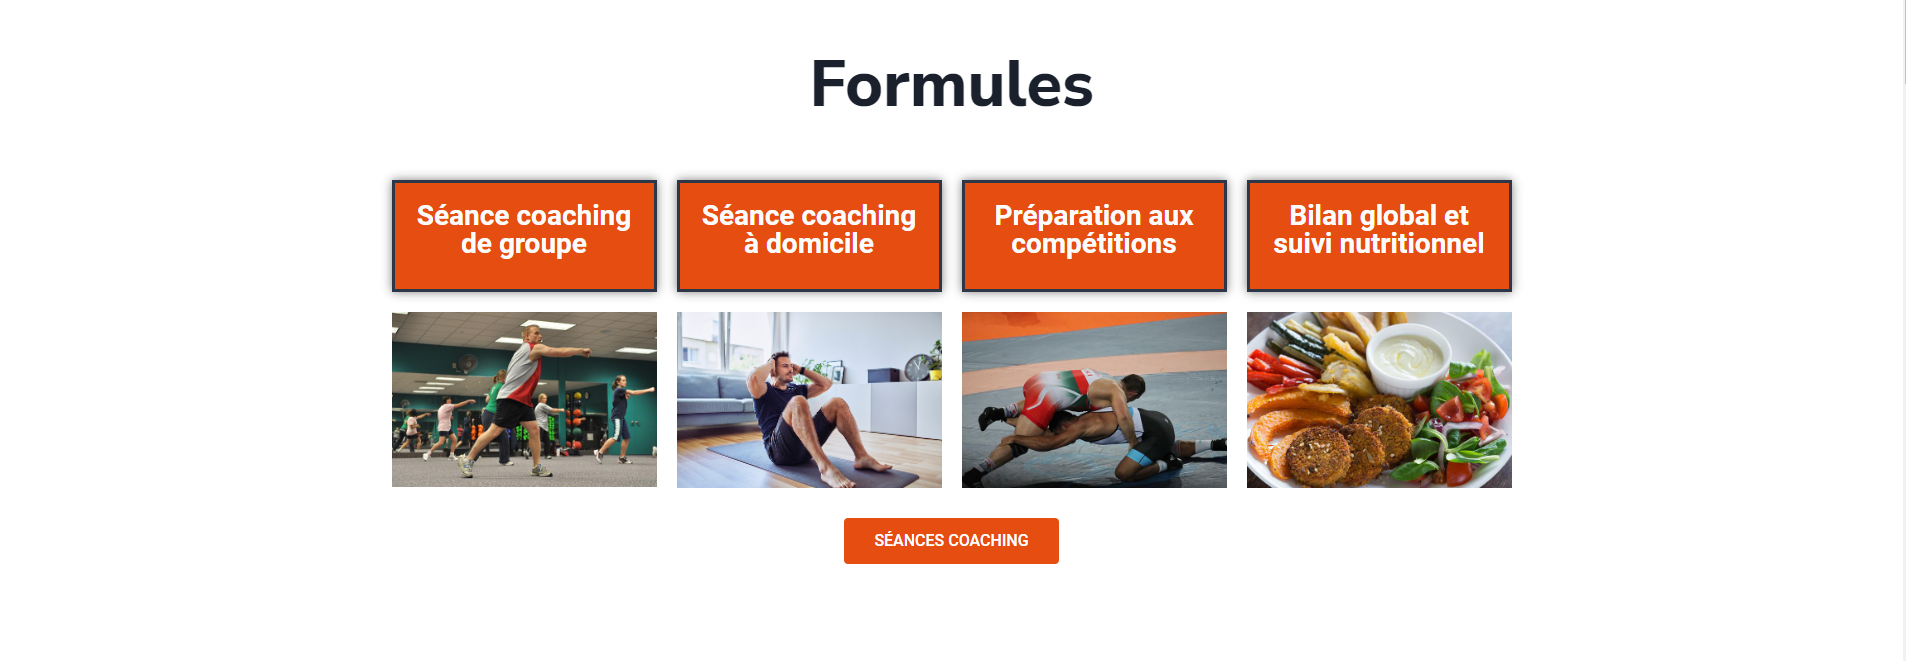 Formules
Séance coaching
de groupe
Séance coaching
à domicile
Préparation aux
compétitions
Bilan global et
suivi nutritionnel
SÉANCES COACHING